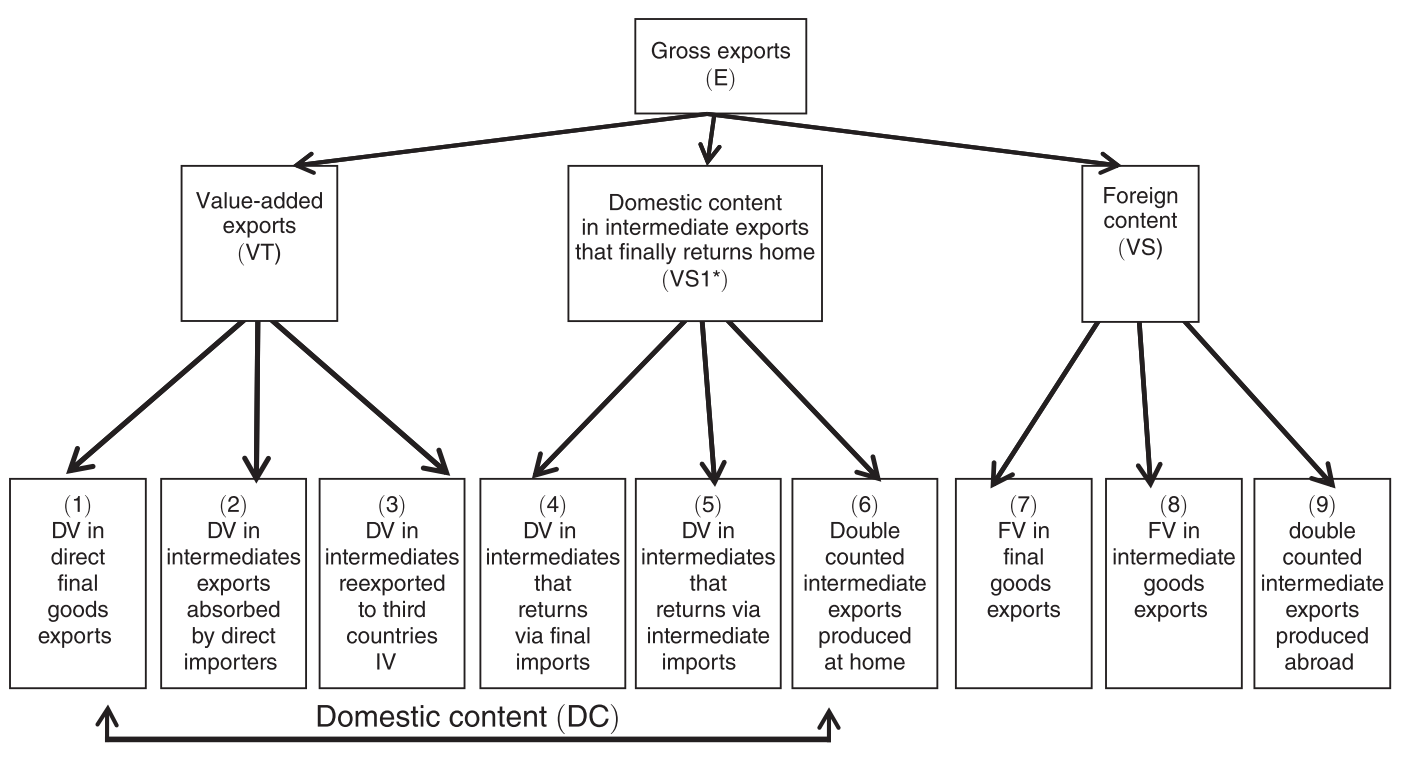 Gross exports
(E)
Value-added
exports
(VT)
Domestic content
in intermediate exports
that finally returns home
(VS1*)
Foreign
content
(VS)
(1)
DV in
direct
final
goods
exports
(2)
DV in
intermediates
exports
absorbed
by direct
importers
(3)
DV in
intermediates
reexported
to third
countries
IV
(4)
DV in
intermediates
that
returns
via final
imports
(5)
DV in
intermediates
that
returns via
intermediate
imports
(6)
Double
counted
intermediate
exports
produced
at home
(7)
FV in
final
goods
exports
(8)
FV in
intermediate
goods
exports
(9)
double
counted
intermediate
exports
produced
abroad
Domestic content (DC)